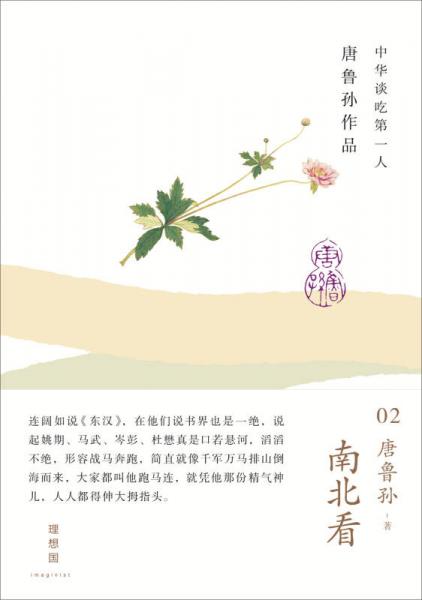 中华谈吃第一人
唐鲁孙作品
唐鲁孙
连阔如说《东汉》，在他们说书界也是一绝，说
起姚期、马武、岑彭、杜懋真是口若悬河，滔滔
不绝，形容战马奔跑，简直就像千军万马排山倒
海而来，大家都叫他跑马连，就凭他那份精气神
儿，人人都得伸大拇指头。
02
唐鲁孙-著
南北看
理想国
imaginist